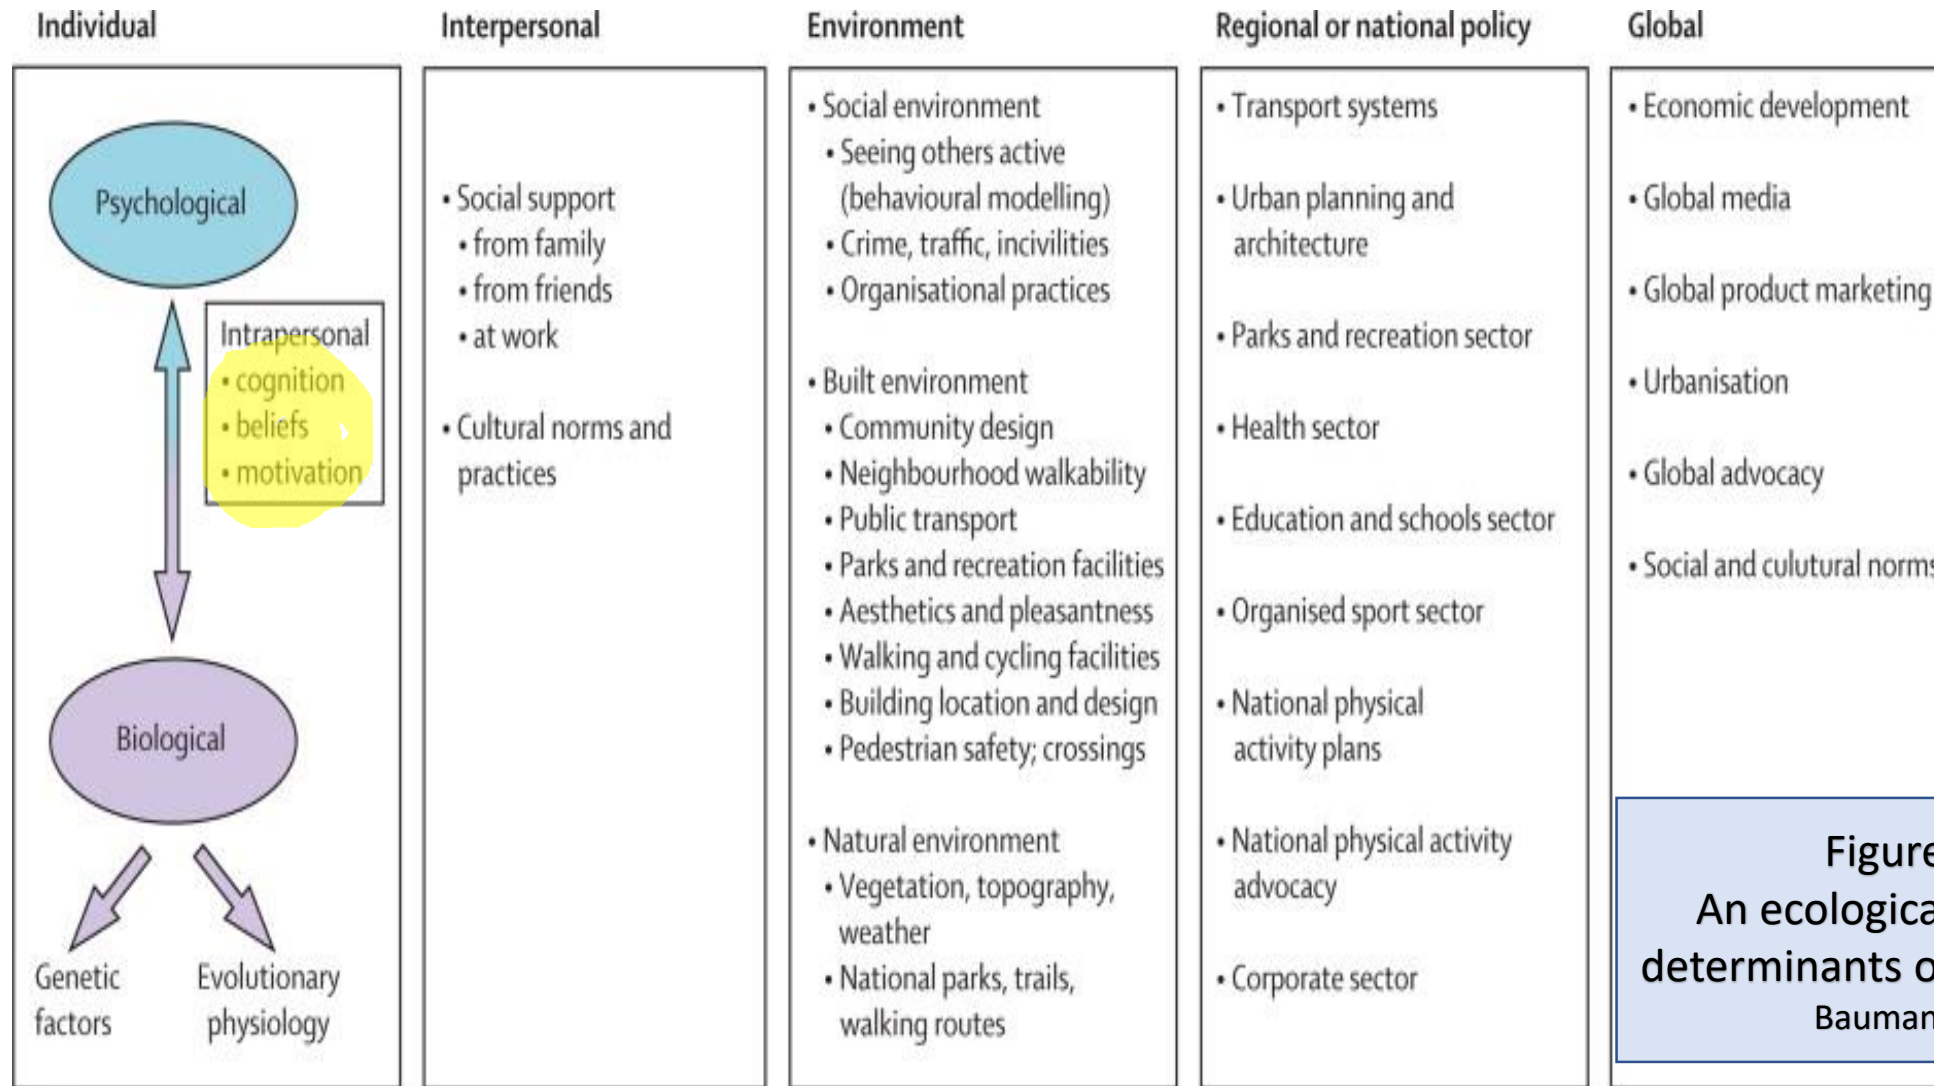 Individual
Psychological
Intrapersonal
• cognition
• beliefs
• motivation
Biological
Genetic
factors
Evolutionary
physiology
Interpersonal
• Social support
• from family
• from friends
• at work
• Cultural norms and
practices
Environment
• Social environment
• Seeing others active
(behavioural modelling)
• Crime, traffic, incivilities
• Organisational practices
• Built environment
• Community design
• Neighbourhood walkability
• Public transport
• Parks and recreation facilities
• Aesthetics and pleasantness
• Walking and cycling facilities
• Building location and design
• Pedestrian safety; crossings
• Natural environment
• Vegetation, topography,
weather
• National parks, trails,
walking routes
Regional or national policy
• Transport systems
• Urban planning and
architecture
• Parks and recreation sector
• Health sector
• Education and schools sector
• Organised sport sector
• National physical
activity plans
• National physical activity
advocacy
• Corporate sector
Global
• Economic development
• Global media
• Global product marketing
• Urbanisation
• Global advocacy
• Social and culutural norms
Figure
An ecologica
determinants o
Bauman